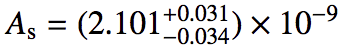 A_s = (2.101^{+0.031}_{-0.034}) × 10^{-9}